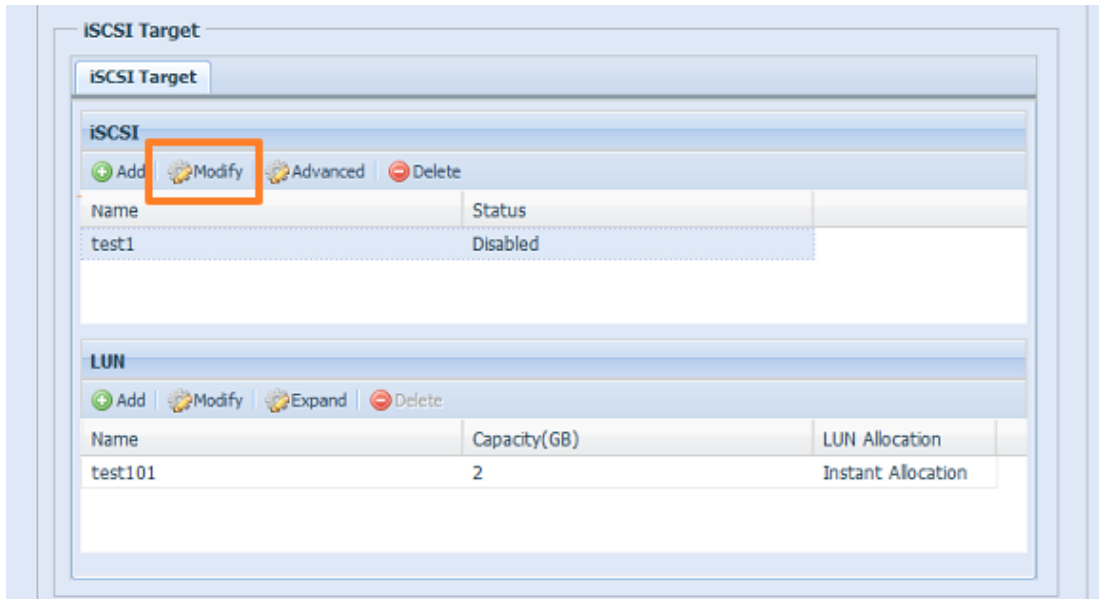 iSCSI Target
iSCSI Target
iSCSI
Add Modify Advanced Delete
Name Status
test1 Disabled
LUN
Add Modify Expand Delete
Name Capacity(GB) LUN Allocation
test101 2 Instant Allocation